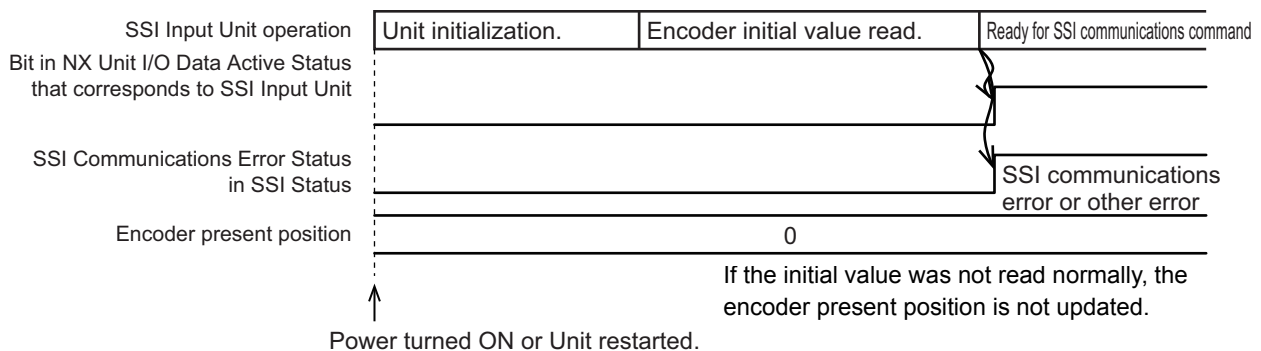 SSI Input Unit operation
Unit initialization.
Encoder initial value read.
Ready for SSI communications command
Bit in NX Unit I/O Data Active Status
that corresponds to SSI Input Unit
SSI Communications Error Status
in SSI Status
SSI communications
error or other error
Encoder present position
0
If the initial value was not read normally, the
encoder present position is not updated.
Power turned ON or Unit restarted.